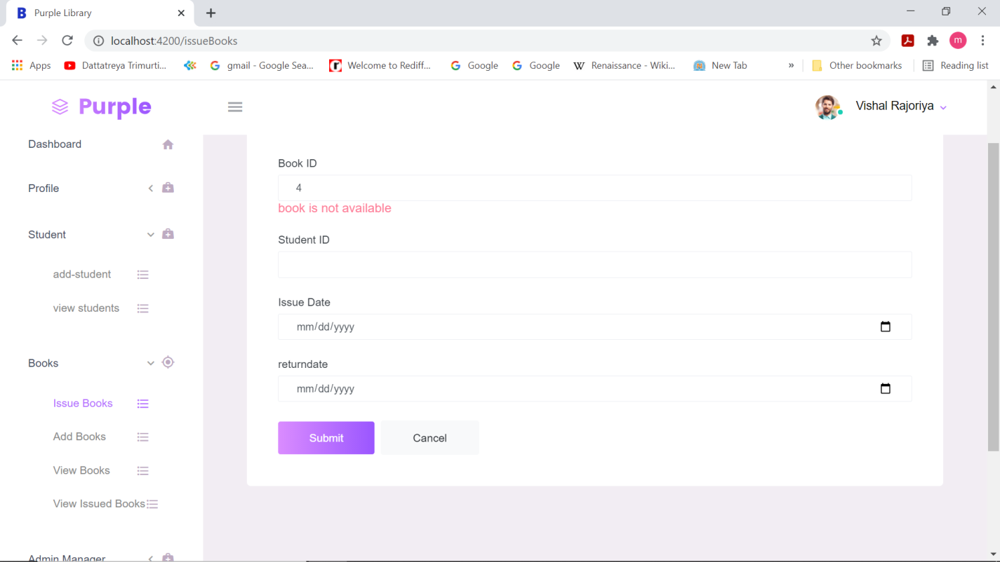 B Purple Library
localhost:4200/issueBooks
m
Apps Dattatreya Trimurti... gmail - Google Sea... r Welcome to Rediff... Google Google W Renaissance - Wiki... New Tab » Other bookmarks Reading list
Purple
Vishal Rajoriya
Dashboard
Profile
Student
add-student
view students
Books
Issue Books
Add Books
View Books
View Issued Books
Admin Manager
Book ID
4
book is not available
Student ID
Issue Date
mm/dd/yyyy
returndate
mm/dd/yyyy
Submit Cancel